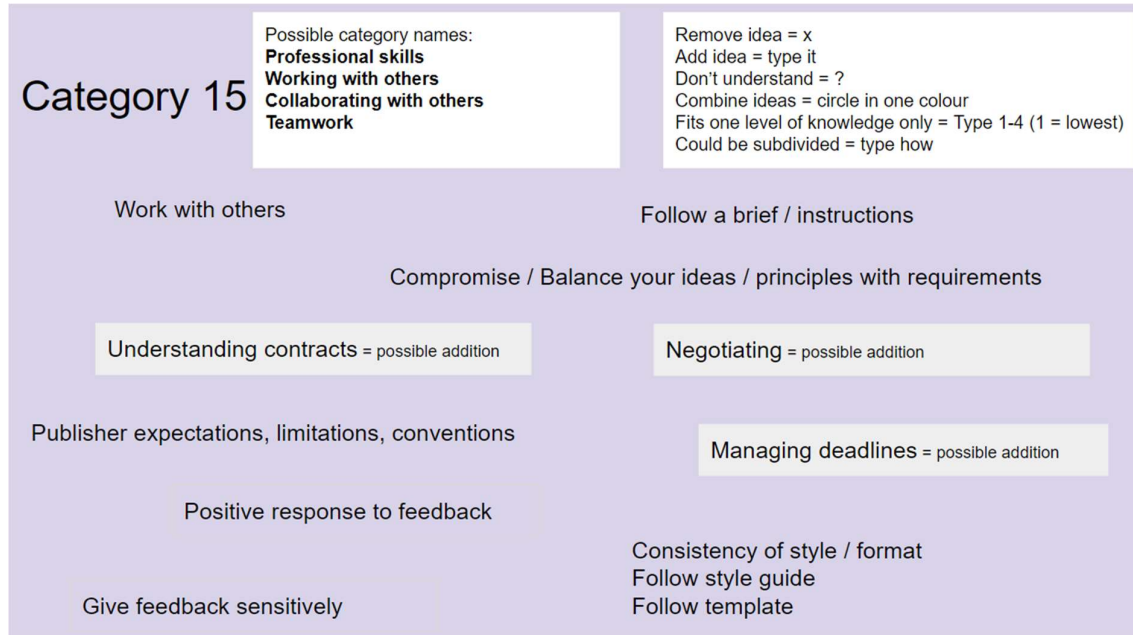 Category 15
Possible category names:
Professional skills
Working with others
Collaborating with others
Teamwork
Remove idea = x
Add idea = type it
Don't understand = ?
Combine ideas = circle in one colour
Fits one level of knowledge only = Type 1-4 (1 = lowest)
Could be subdivided = type how
Work with others
Follow a brief / instructions
Compromise / Balance your ideas / principles with requirements
Understanding contracts = possible addition
Negotiating = possible addition
Publisher expectations, limitations, conventions
Managing deadlines = possible addition
Positive response to feedback
Consistency of style / format
Follow style guide
Follow template
Give feedback sensitively